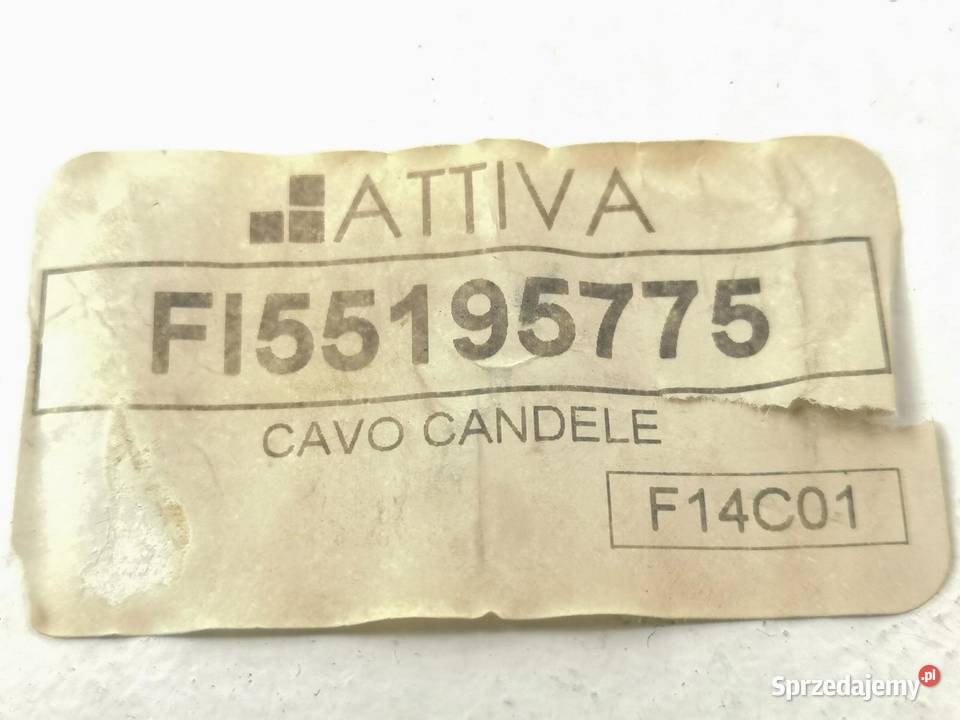 ATTIVA
FI55195775
CAVO CANDELE
F14C01
Sprzedajemy.pl